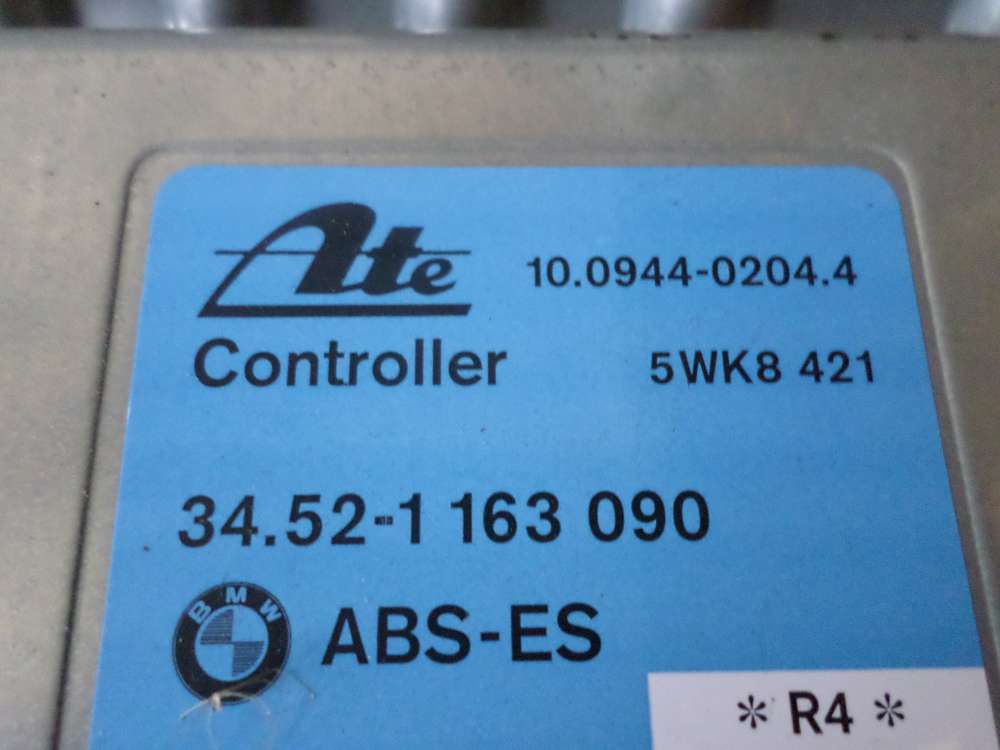 Ate 10.0944-0204.4
Controller 5WK8 421
34.52-1 163 090
BMW ABS-ES
* R4 *